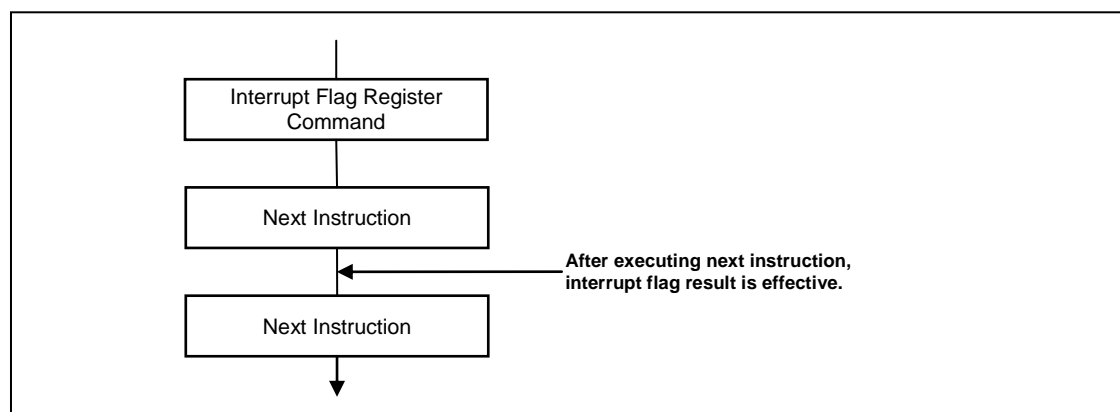 Interrupt Flag Register
Command
Next Instruction
After executing next instruction,
interrupt flag result is effective.
Next Instruction